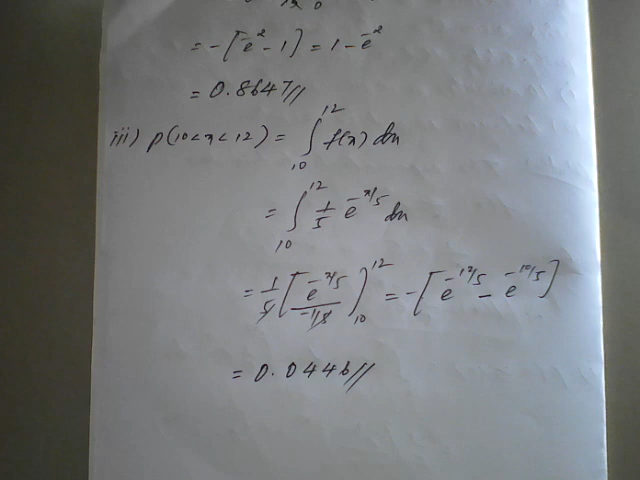 = -[e^-2 - 1] = 1 - e^-2
= 0.8647//
iii) P(10<x<12) = ∫_10^12 f(x) dx
= ∫_10^12 1/5 e^-x/5 dx
= 1/5 [e^-x/5 / -1/5]_10^12 = -[e^-12/5 - e^-10/5]
= 0.0446//